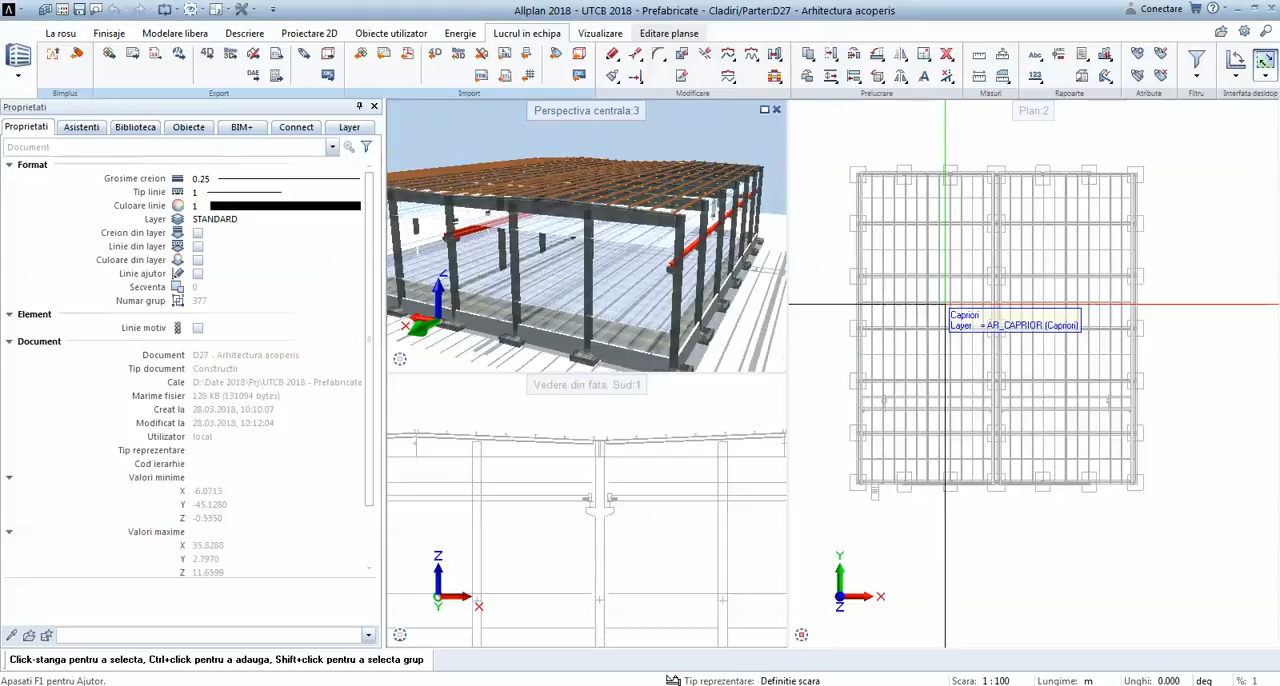 Allplan 2018 - UTCB 2018 - Prefabricate - Cladiri/Parter:D27 - Arhitectura acoperis
Conectare
La rosu Finisaje Modelare libera Descriere Proiectare 2D Obiecte utilizator Energie Lucrul in echipa Vizualizare Editare planse
Bimplus Export Import Modificare Prelucrare Masuri Rapoarte Atribute Filtru Interfata desktop
Proprietati
Proprietati Asistenti Biblioteca Obiecte BIM+ Connect Layer
Document
Format
Grosime creion 0.25
Tip linie 1
Culoare linie 1
Layer STANDARD
Creion din layer
Linie din layer
Culoare din layer
Linie ajutor
Secventa 0
Numar grup 377
Element
Linie motiv
Document
Document D27 - Arhitectura acoperis
Tip document Constructii
Cale D:\Date 2018\Prj\UTCB 2018 - Prefabricate
Marime fisier 128 KB (131094 bytes)
Creat la 28.03.2018, 10:10:07
Modificat la 28.03.2018, 10:12:04
Utilizator local
Tip reprezentare
Cod ierarhie
Valori minime
X -6.0713
Y -45.1280
Z -0.5350
Valori maxime
X 35.8288
Y 2.7970
Z 11.6599
Perspectiva centrala:3
Z
X
Vedere din fata. Sud:1
Z
Y
X
Plan:2
Capriori
Layer = AR_CAPRIOR (Capriori)
Y
X
Z
Click-stanga pentru a selecta, Ctrl+click pentru a adauga, Shift+click pentru a selecta grup
Apasati F1 pentru Ajutor. Tip reprezentare: Definitie scara Scara: 1 : 100 Lungime: m Unghi: 0.000 deg %: 1